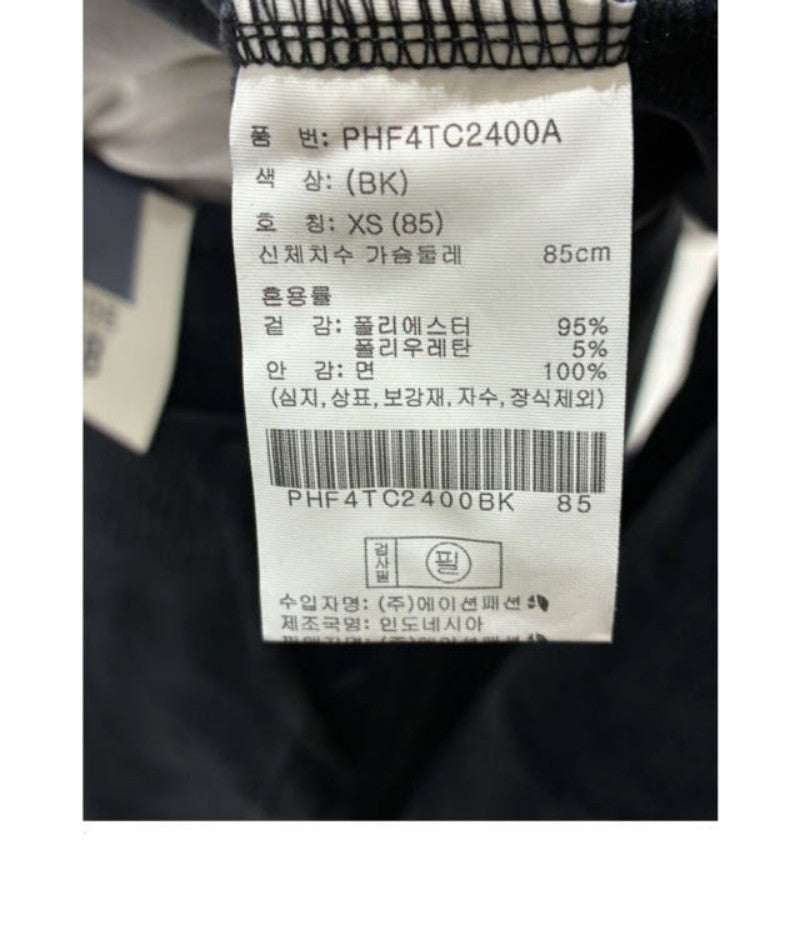 품 번: PHF4TC2400A
색 상: (BK)
호 칭: XS (85)
신체치수 가슴둘레 85cm
혼용률
겉 감: 폴리에스터 95%
폴리우레탄 5%
안 감: 면 100%
(심지,상표,보강재,자수,장식제외)
PHF4TC2400BK 85
검사필 필
수입자명: (주)에이션패션
제조국명: 인도네시아